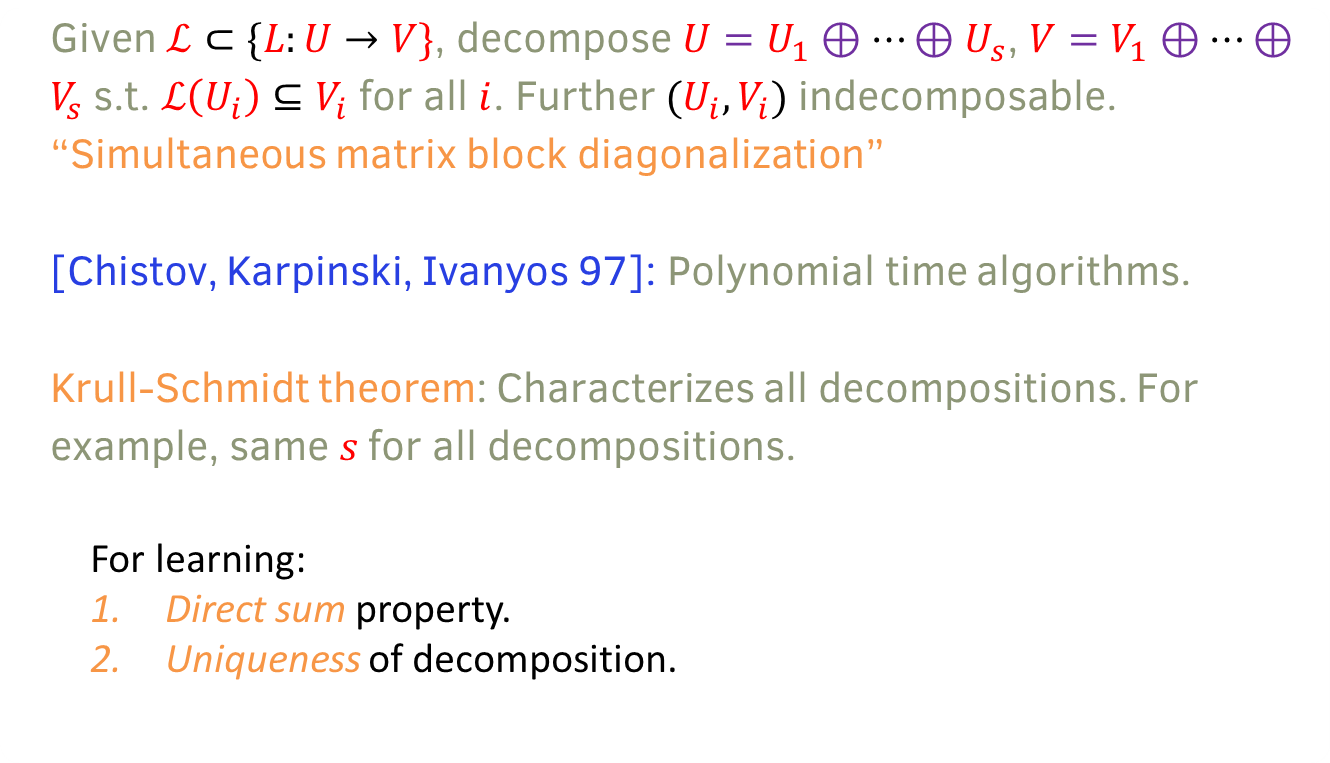 Given ℒ ⊂ {L: U → V}, decompose U = U₁ ⊕ ⋯ ⊕ Uₛ, V = V₁ ⊕ ⋯ ⊕
Vₛ s.t. ℒ(Uᵢ) ⊆ Vᵢ for all i. Further (Uᵢ, Vᵢ) indecomposable.
“Simultaneous matrix block diagonalization”
[Chistov, Karpinski, Ivanyos 97]: Polynomial time algorithms.
Krull-Schmidt theorem: Characterizes all decompositions. For
example, same s for all decompositions.
For learning:
1. Direct sum property.
2. Uniqueness of decomposition.